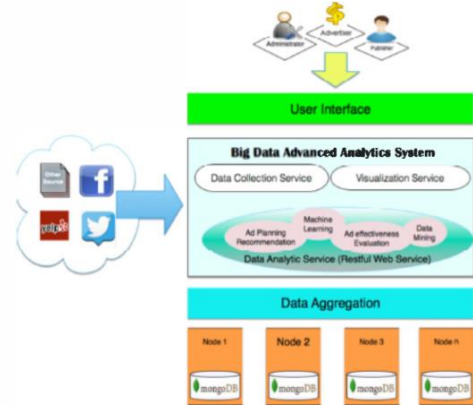 Advertiser
Administrator
Publisher
User Interface
Big Data Advanced Analytics System
Data Collection Service
Visualization Service
Other
Source
yelp
Machine
Learning
Data
Mining
Ad Planning
Recommendation
Ad effectiveness
Evaluation
Data Analytic Service (Restful Web Service)
Data Aggregation
Node 1
Node 2
Node 3
Node n
mongoDB
mongoDB
mongoDB
mongoDB